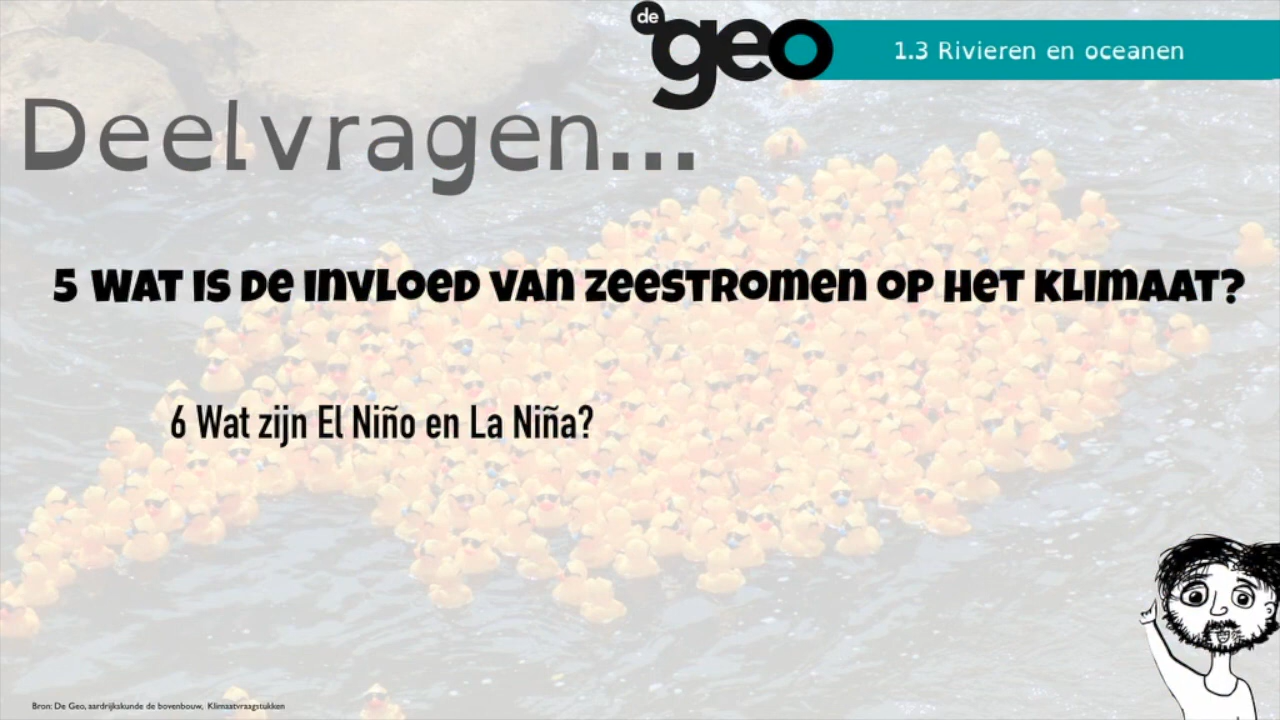 de geo
1.3 Rivieren en oceanen
Deelvragen...
5 Wat is de invloed van zeestromen op het klimaat?
6 Wat zijn El Niño en La Niña?
Bron: De Geo, aardrijkskunde de bovenbouw, Klimaatvraagstukken